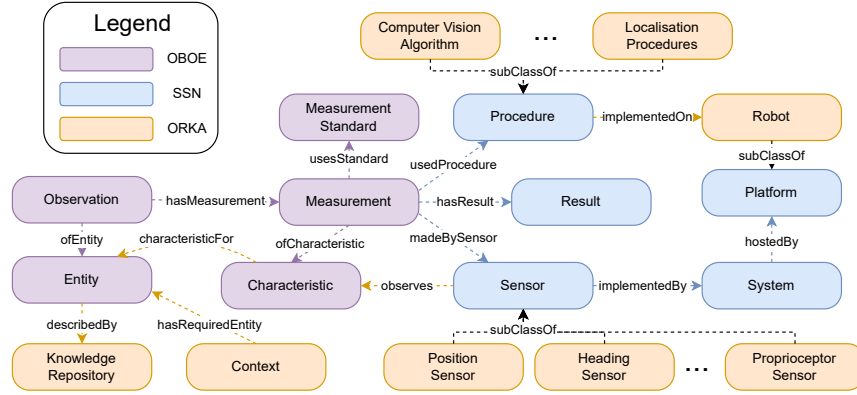 Legend
OBOE
SSN
ORKA
Computer Vision
Algorithm
...
Localisation
Procedures
subClassOf
Measurement
Standard
Procedure
implementedOn
Robot
usesStandard
usedProcedure
subClassOf
Observation
hasMeasurement
Measurement
hasResult
Result
Platform
ofEntity
characteristicFor
ofCharacteristic
madeBySensor
hostedBy
Entity
Characteristic
observes
Sensor
implementedBy
System
describedBy
hasRequiredEntity
subClassOf
Knowledge
Repository
Context
Position
Sensor
Heading
Sensor
...
Proprioceptor
Sensor